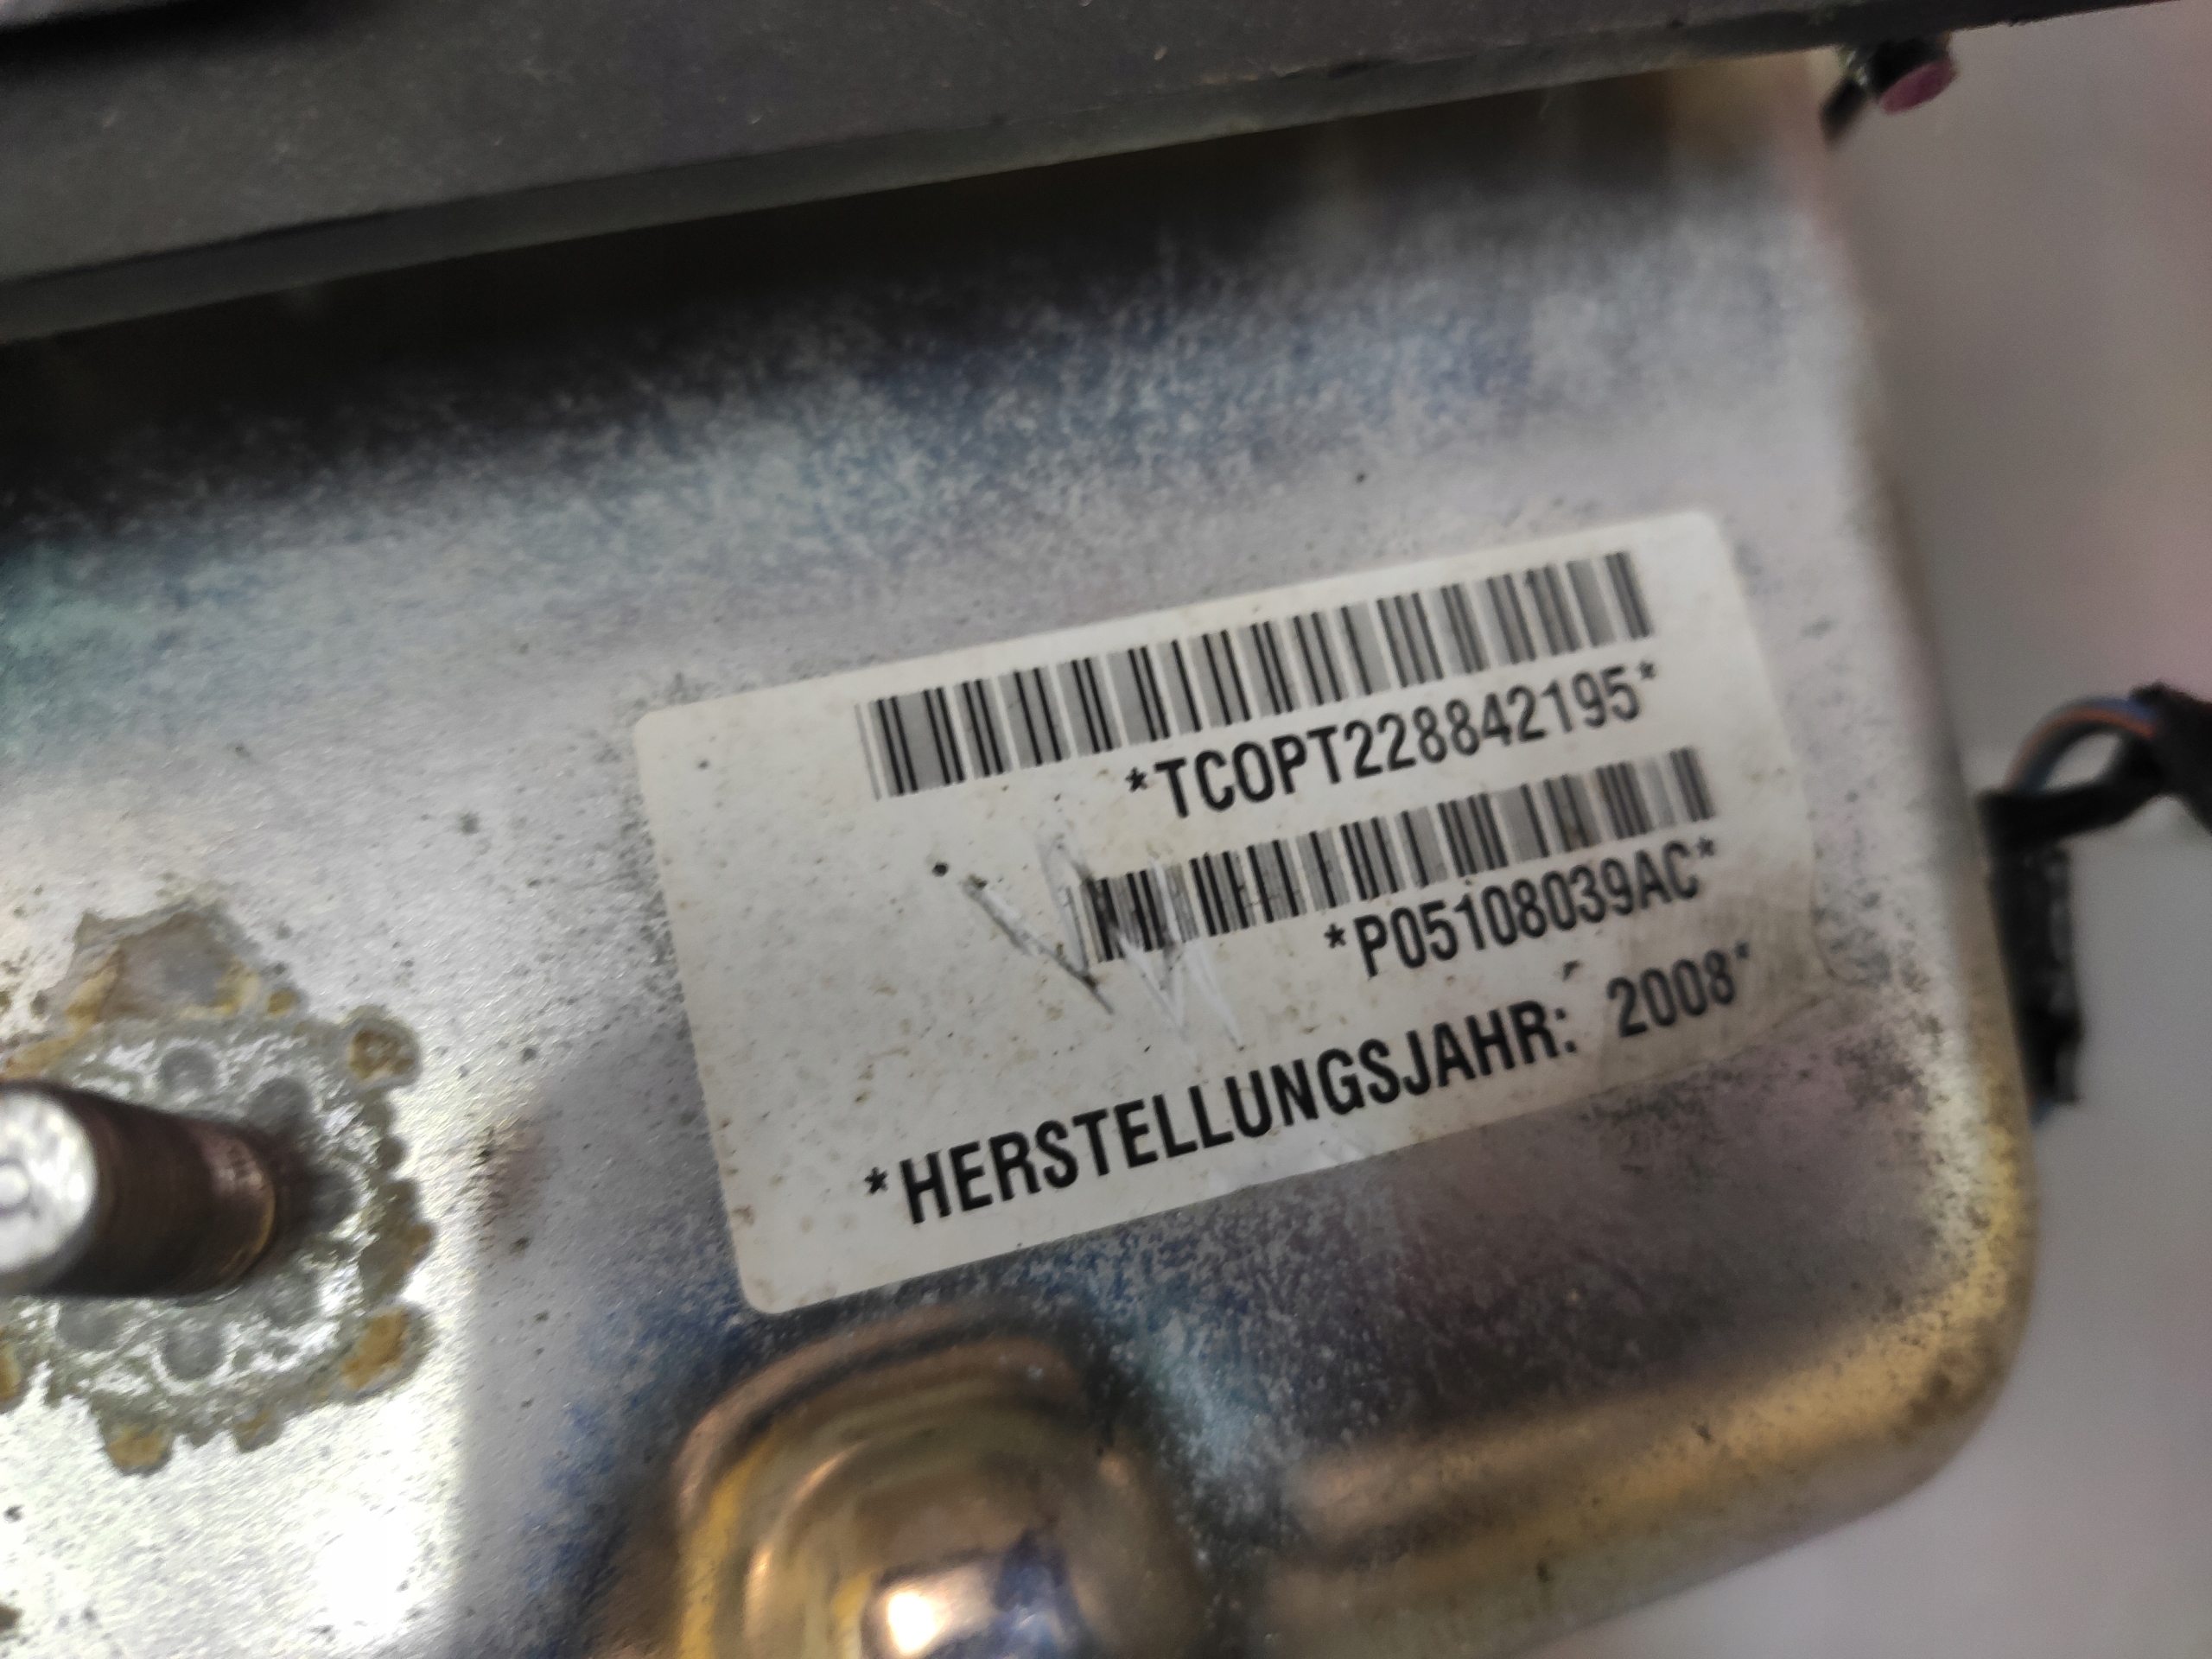 *TCOPT228842195*
*P05108039AC*
*HERSTELLUNGSJAHR: 2008*